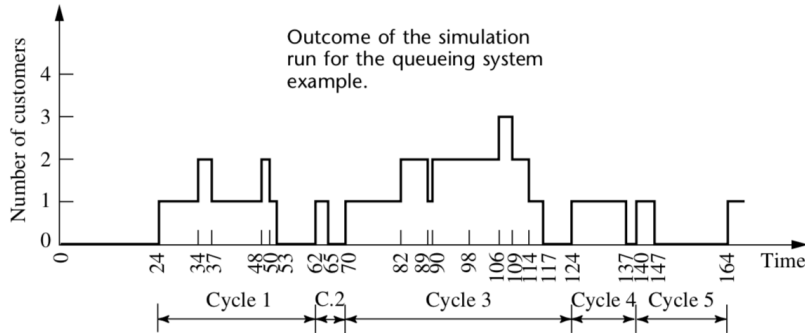 Outcome of the simulation
run for the queueing system
example.
Number of customers
4
3
2
1
0
0 24 34 37 48 50 53 62 65 70 82 89 90 98 106 109 114 117 124 137 140 147 164
Time
Cycle 1 C.2 Cycle 3 Cycle 4 Cycle 5